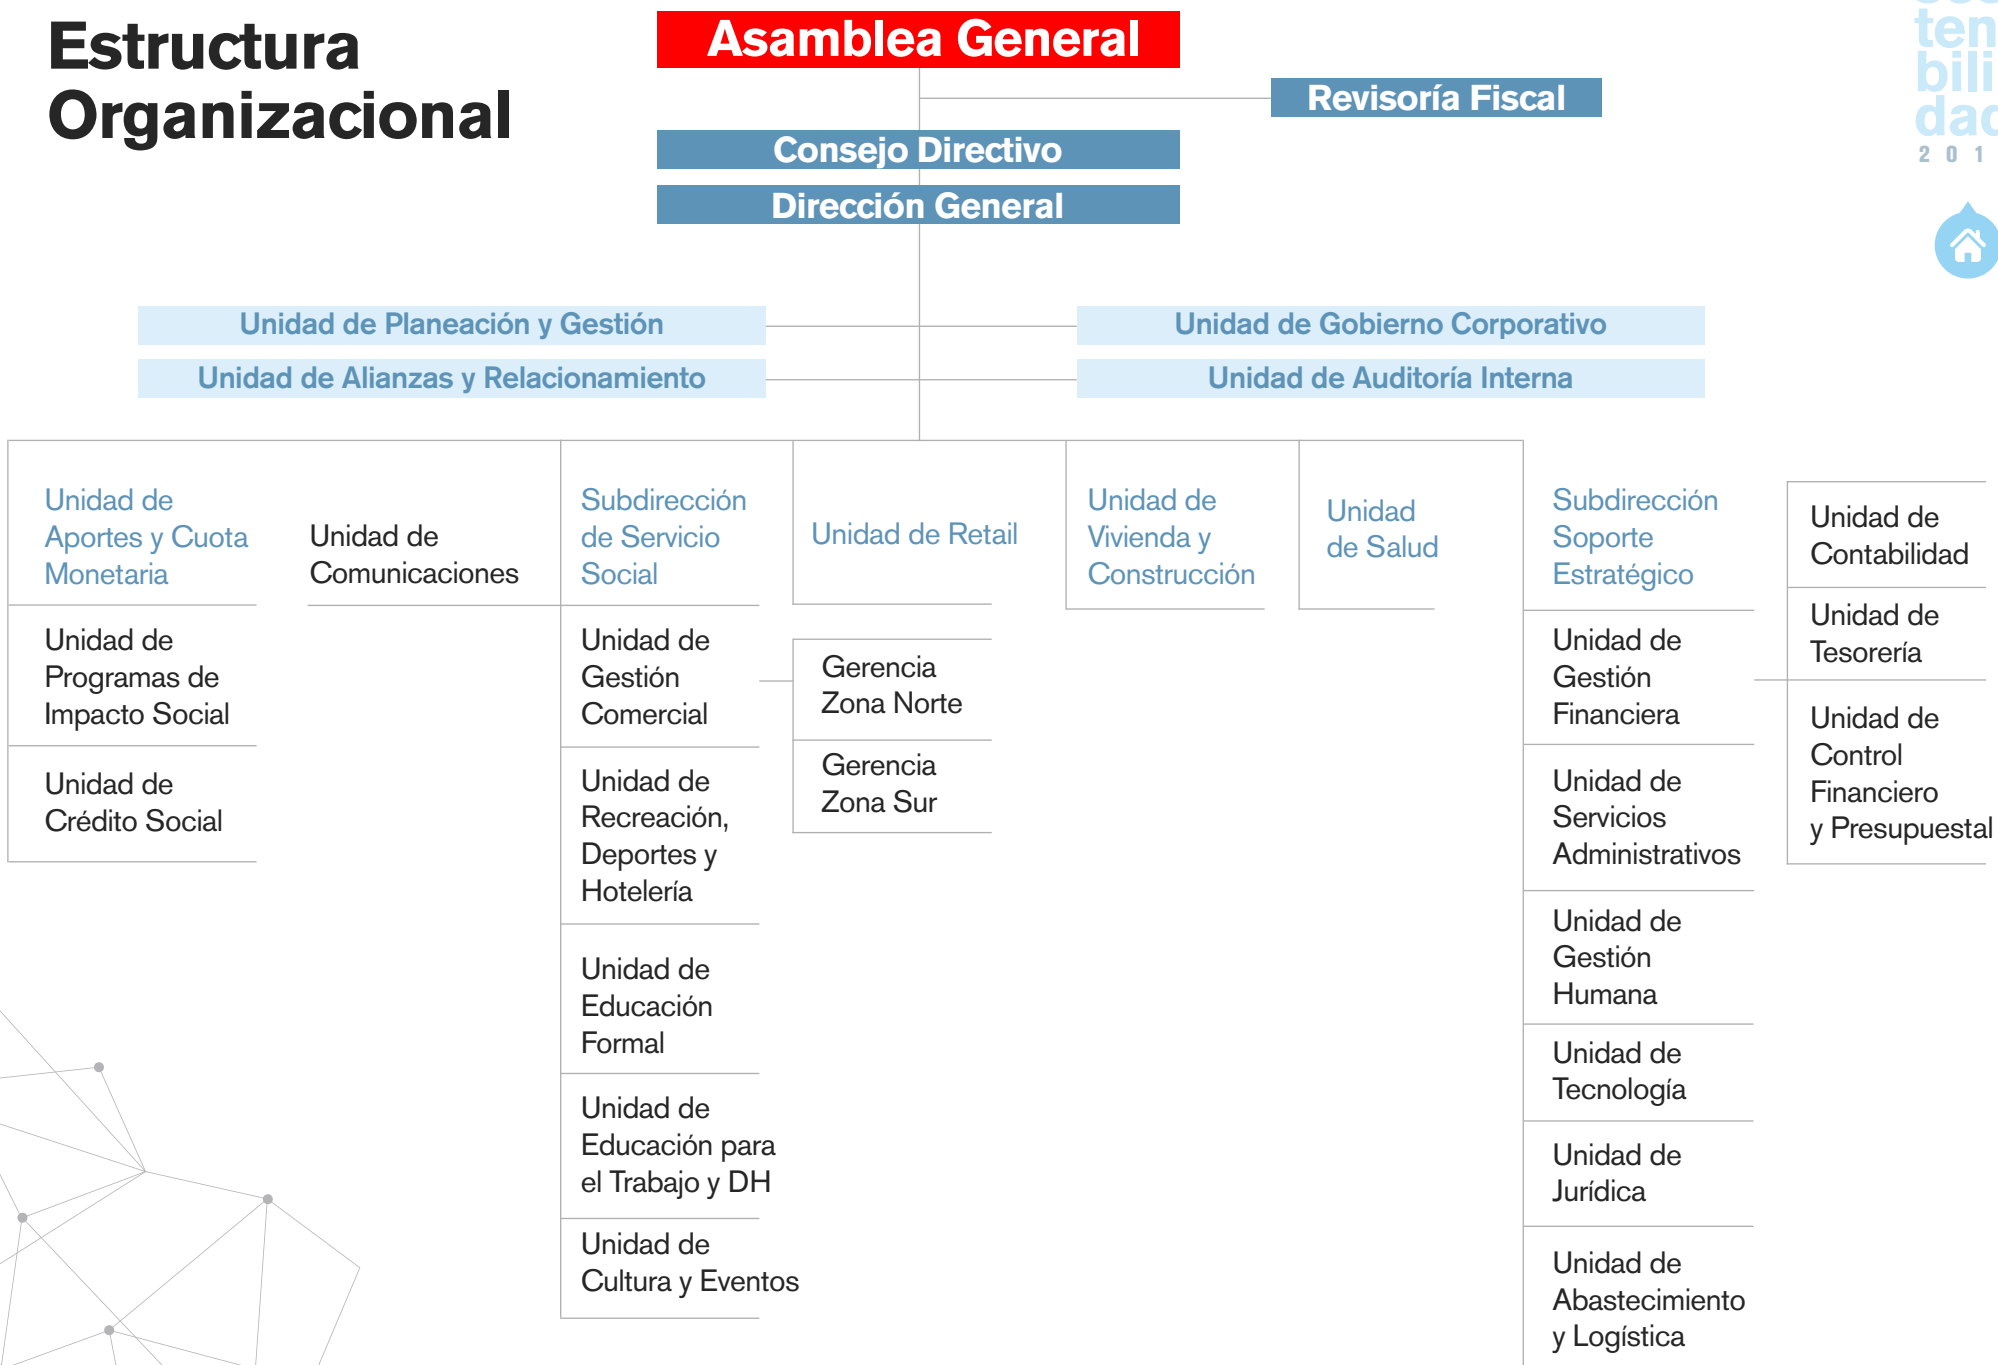 Estructura
Organizacional
Asamblea General
Revisoría Fiscal
Consejo Directivo
Dirección General
ten
bili
dad
2 0 1
Unidad de Planeación y Gestión
Unidad de Gobierno Corporativo
Unidad de Alianzas y Relacionamiento
Unidad de Auditoría Interna
Unidad de
Aportes y Cuota
Monetaria
Unidad de
Programas de
Impacto Social
Unidad de
Crédito Social
Unidad de
Comunicaciones
Subdirección
de Servicio
Social
Unidad de
Gestión
Comercial
Unidad de
Recreación,
Deportes y
Hotelería
Unidad de
Educación
Formal
Unidad de
Educación para
el Trabajo y DH
Unidad de
Cultura y Eventos
Unidad de Retail
Gerencia
Zona Norte
Gerencia
Zona Sur
Unidad de
Vivienda y
Construcción
Unidad
de Salud
Subdirección
Soporte
Estratégico
Unidad de
Gestión
Financiera
Unidad de
Servicios
Administrativos
Unidad de
Gestión
Humana
Unidad de
Tecnología
Unidad de
Jurídica
Unidad de
Abastecimiento
y Logística
Unidad de
Contabilidad
Unidad de
Tesorería
Unidad de
Control
Financiero
y Presupuestal